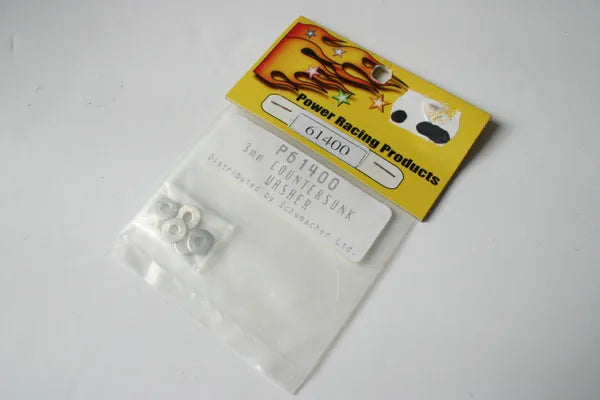 Power Racing Products
61400
P61400
3mm COUNTERSUNK
WASHER
Distributed by Schumacher Ltd.